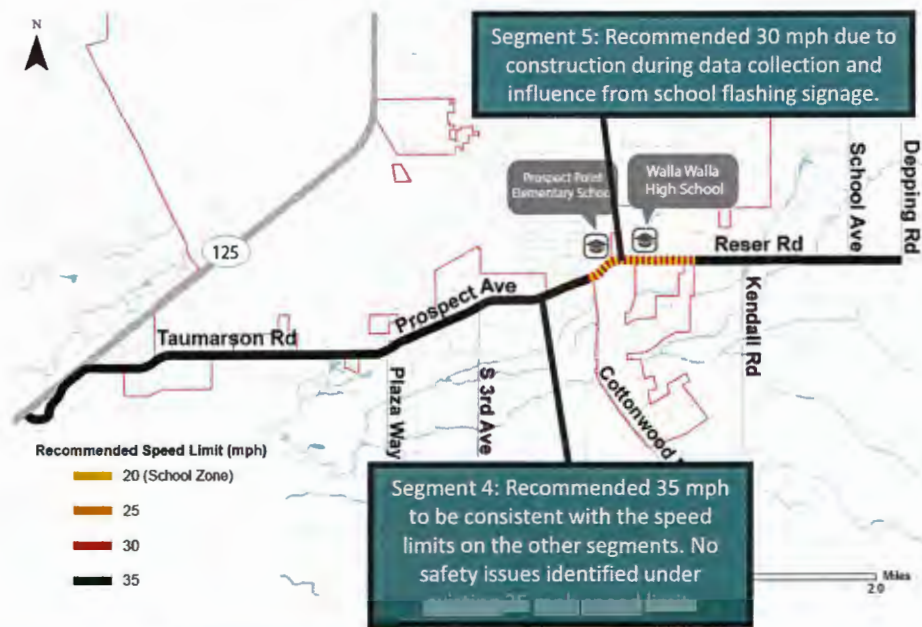 N
Segment 5: Recommended 30 mph due to
construction during data collection and
influence from school flashing signage.
Prospect Point
Elementary School
Walla Walla
High School
School Ave
Depping Rd
125
Reser Rd
Prospect Ave
Taumarson Rd
Kendall Rd
Plaza Way
S 3rd Ave
Cottonwood
Recommended Speed Limit (mph)
20 (School Zone)
25
30
35
Segment 4: Recommended 35 mph
to be consistent with the speed
limits on the other segments. No
safety issues identified under
Miles
2.0